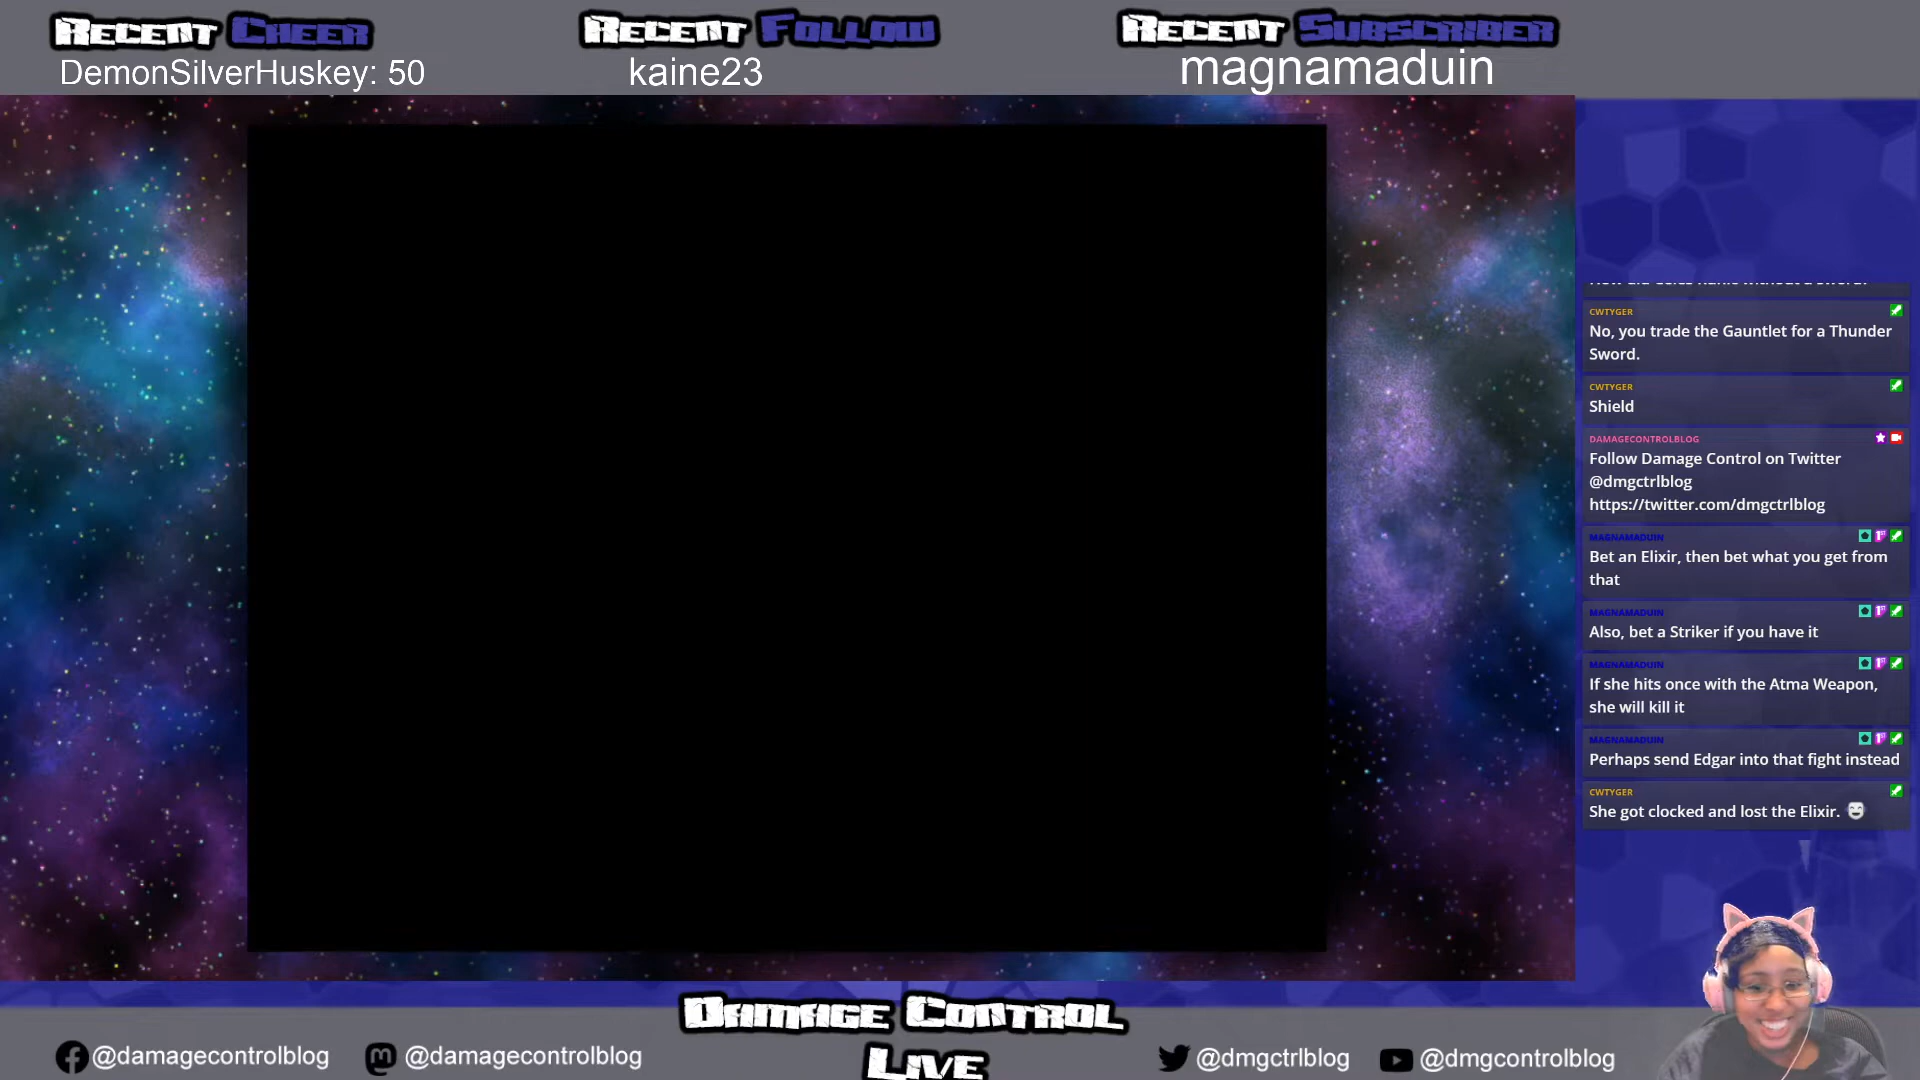 Recent Cheer
DemonSilverHuskey: 50
Recent Follow
kaine23
Recent Subscriber
magnamaduin
CWTYGER
No, you trade the Gauntlet for a Thunder
Sword.
CWTYGER
Shield
DAMAGECONTROLBLOG
Follow Damage Control on Twitter
@dmgctrlblog
https://twitter.com/dmgctrlblog
MAGNAMADUIN
Bet an Elixir, then bet what you get from
that
MAGNAMADUIN
Also, bet a Striker if you have it
MAGNAMADUIN
If she hits once with the Atma Weapon,
she will kill it
MAGNAMADUIN
Perhaps send Edgar into that fight instead
CWTYGER
She got clocked and lost the Elixir.
Damage Control
Live
@damagecontrolblog
@damagecontrolblog
@dmgctrlblog
@dmgcontrolblog